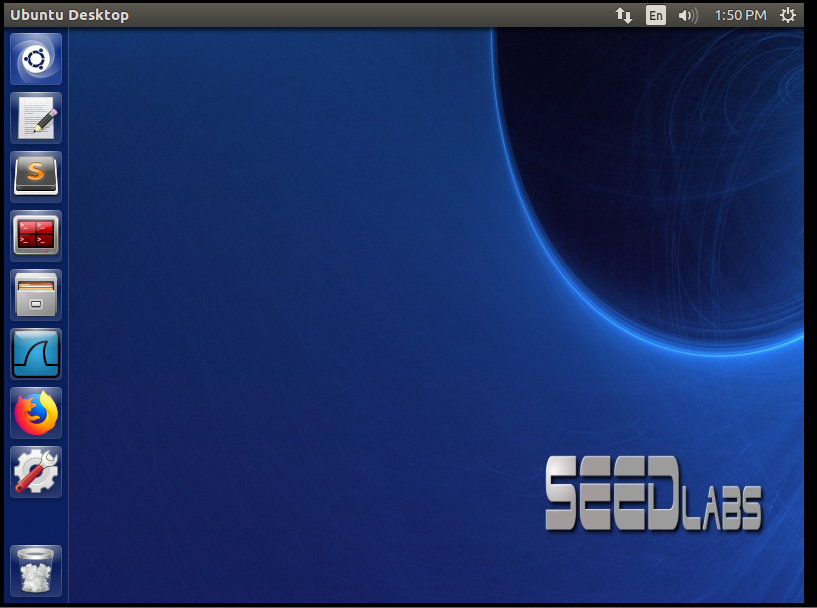 Ubuntu Desktop
En
1:50 PM
S
SEEDLABS